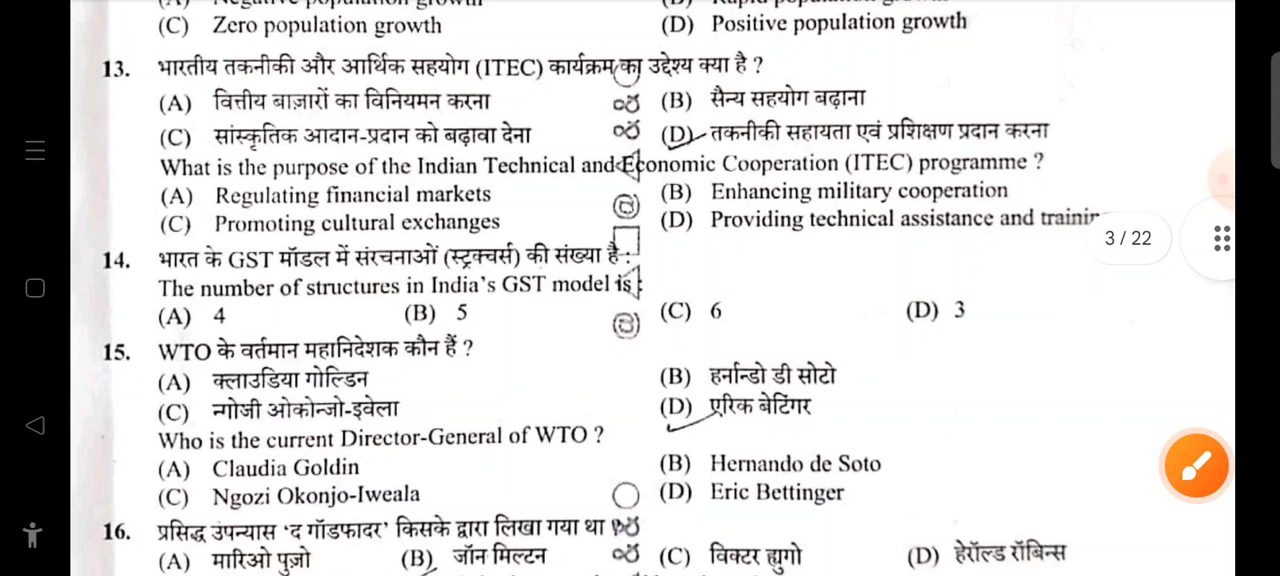 (C) Zero population growth (D) Positive population growth
13. भारतीय तकनीकी और आर्थिक सहयोग (ITEC) कार्यक्रम का उद्देश्य क्या है ?
(A) वित्तीय बाज़ारों का विनियमन करना (B) सैन्य सहयोग बढ़ाना
(C) सांस्कृतिक आदान-प्रदान को बढ़ावा देना (D) तकनीकी सहायता एवं प्रशिक्षण प्रदान करना
What is the purpose of the Indian Technical and Economic Cooperation (ITEC) programme ?
(A) Regulating financial markets (B) Enhancing military cooperation
(C) Promoting cultural exchanges (D) Providing technical assistance and trainin
3 / 22
14. भारत के GST मॉडल में संरचनाओं (स्ट्रक्चर्स) की संख्या है :
The number of structures in India's GST model is :
(A) 4 (B) 5 (C) 6 (D) 3
15. WTO के वर्तमान महानिदेशक कौन हैं ?
(A) क्लाउडिया गोल्डिन (B) हर्नान्डो डी सोटो
(C) न्गोजी ओकोन्जो-इवेला (D) एरिक बेटिंगर
Who is the current Director-General of WTO ?
(A) Claudia Goldin (B) Hernando de Soto
(C) Ngozi Okonjo-Iweala (D) Eric Bettinger
16. प्रसिद्ध उपन्यास 'द गॉडफादर' किसके द्वारा लिखा गया था ?
(A) मारिओ पुज़ो (B) जॉन मिल्टन (C) विक्टर ह्यूगो (D) हेरॉल्ड रॉबिन्स